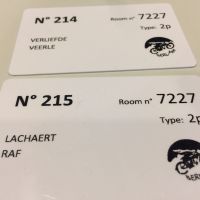 N° 214 Room n° 7227
Type: 2p
VERLIEFDE
VEERLE
N° 215 Room n° 7227
Type: 2p
LACHAERT
RAF